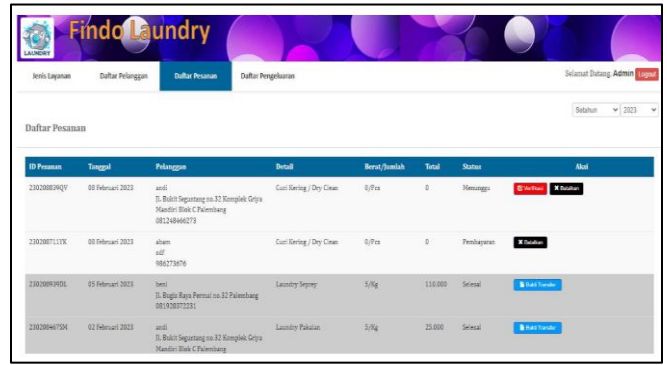 Findo Laundry
LAUNDRY
Jenis Layanan Daftar Pelanggan Daftar Pesanan Daftar Pengeluaran Selamat Datang, Admin Logout
Setahun 2023
Daftar Pesanan
ID Pesanan Tanggal Pelanggan Detail Berat/Jumlah Total Status Aksi
230208839QV 08 Februari 2023 andi Cuci Kering / Dry Clean 0/Pcs 0 Menunggu Verifikasi Batalkan
Jl. Bukit Seguntang no.32 Komplek Griya
Mandiri Blok C Palembang
081248466273
230208711YK 08 Februari 2023 abam Cuci Kering / Dry Clean 0/Pcs 0 Pembayaran Batalkan
sdf
986273676
230208939DL 05 Februari 2023 heni Laundry Seprey 5/Kg 110.000 Selesai Bukti Transfer
Jl. Bugis Raya Permai no.32 Palembang
081928372231
230208467SM 02 Februari 2023 andi Laundry Pakaian 5/Kg 25.000 Selesai Bukti Transfer
Jl. Bukit Seguntang no.32 Komplek Griya
Mandiri Blok C Palembang